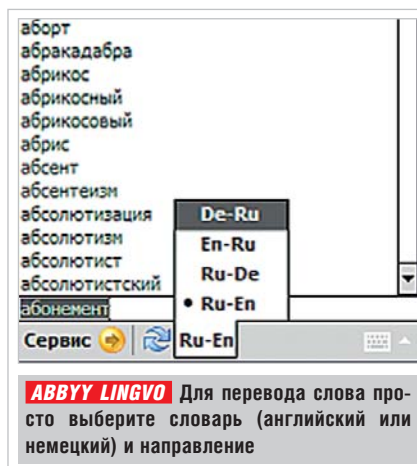 аборт
абракадабра
абрикос
абрикосный
абрикосовый
абрис
абсент
абсентеизм
абсолютизация
абсолютизм
абсолютист
абсолютистский
De-Ru
En-Ru
Ru-De
• Ru-En
абонемент
Сервис Ru-En
ABBYY LINGVO Для перевода слова про-
сто выберите словарь (английский или
немецкий) и направление